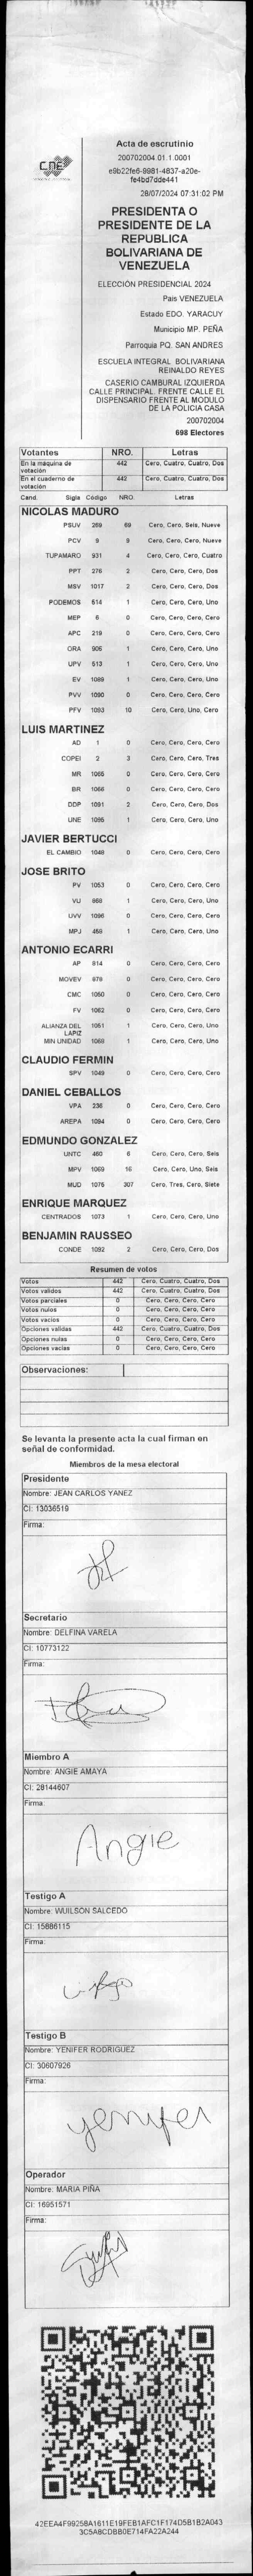 CNE
Acta de escrutinio
200702004.01.1.0001
e9b22fe6-9981-4837-a20e-
fe4bd7dde441
28/07/2024 07:31:02 PM
PRESIDENTA O
PRESIDENTE DE LA
REPUBLICA
BOLIVARIANA DE
VENEZUELA
ELECCIÓN PRESIDENCIAL 2024
Pais VENEZUELA
Estado EDO. YARACUY
Municipio MP. PEÑA
Parroquia PQ. SAN ANDRES
ESCUELA INTEGRAL BOLIVARIANA
REINALDO REYES
CASERIO CAMBURAL IZQUIERDA
CALLE PRINCIPAL. FRENTE CALLE EL
DISPENSARIO FRENTE AL MODULO
DE LA POLICIA CASA
200702004
698 Electores
Votantes NRO. Letras
En la máquina de votación 442 Cero, Cuatro, Cuatro, Dos
En el cuaderno de votación 442 Cero, Cuatro, Cuatro, Dos
Cand. Sigla Código NRO. Letras
NICOLAS MADURO
PSUV 269 69 Cero, Cero, Seis, Nueve
PCV 9 9 Cero, Cero, Cero, Nueve
TUPAMARO 931 4 Cero, Cero, Cero, Cuatro
PPT 276 2 Cero, Cero, Cero, Dos
MSV 1017 2 Cero, Cero, Cero, Dos
PODEMOS 514 1 Cero, Cero, Cero, Uno
MEP 6 0 Cero, Cero, Cero, Cero
APC 219 0 Cero, Cero, Cero, Cero
ORA 906 1 Cero, Cero, Cero, Uno
UPV 513 1 Cero, Cero, Cero, Uno
EV 1089 1 Cero, Cero, Cero, Uno
PVV 1090 0 Cero, Cero, Cero, Cero
PFV 1093 10 Cero, Cero, Uno, Cero
LUIS MARTINEZ
AD 1 0 Cero, Cero, Cero, Cero
COPEI 2 3 Cero, Cero, Cero, Tres
MR 1065 0 Cero, Cero, Cero, Cero
BR 1066 0 Cero, Cero, Cero, Cero
DDP 1091 2 Cero, Cero, Cero, Dos
UNE 1095 1 Cero, Cero, Cero, Uno
JAVIER BERTUCCI
EL CAMBIO 1048 0 Cero, Cero, Cero, Cero
JOSE BRITO
PV 1053 0 Cero, Cero, Cero, Cero
VU 868 1 Cero, Cero, Cero, Uno
UVV 1096 0 Cero, Cero, Cero, Cero
MPJ 459 1 Cero, Cero, Cero, Uno
ANTONIO ECARRI
AP 814 0 Cero, Cero, Cero, Cero
MOVEV 979 0 Cero, Cero, Cero, Cero
CMC 1050 0 Cero, Cero, Cero, Cero
FV 1062 0 Cero, Cero, Cero, Cero
ALIANZA DEL LAPIZ 1051 1 Cero, Cero, Cero, Uno
MIN UNIDAD 1069 1 Cero, Cero, Cero, Uno
CLAUDIO FERMIN
SPV 1049 0 Cero, Cero, Cero, Cero
DANIEL CEBALLOS
VPA 236 0 Cero, Cero, Cero, Cero
AREPA 1094 0 Cero, Cero, Cero, Cero
EDMUNDO GONZALEZ
UNTC 460 6 Cero, Cero, Cero, Seis
MPV 1069 16 Cero, Cero, Uno, Seis
MUD 1075 307 Cero, Tres, Cero, Siete
ENRIQUE MARQUEZ
CENTRADOS 1073 1 Cero, Cero, Cero, Uno
BENJAMIN RAUSSEO
CONDE 1092 2 Cero, Cero, Cero, Dos
Resumen de votos
Votos 442 Cero, Cuatro, Cuatro, Dos
Votos validos 442 Cero, Cuatro, Cuatro, Dos
Votos parciales 0 Cero, Cero, Cero, Cero
Votos nulos 0 Cero, Cero, Cero, Cero
Votos vacios 0 Cero, Cero, Cero, Cero
Opciones validas 442 Cero, Cuatro, Cuatro, Dos
Opciones nulas 0 Cero, Cero, Cero, Cero
Opciones vacias 0 Cero, Cero, Cero, Cero
Observaciones:
Se levanta la presente acta la cual firman en
señal de conformidad.
Miembros de la mesa electoral
Presidente
Nombre: JEAN CARLOS YANEZ
CI: 13036519
Firma:
Secretario
Nombre: DELFINA VARELA
CI: 10773122
Firma:
Miembro A
Nombre: ANGIE AMAYA
CI: 28144607
Firma:
Angie
Testigo A
Nombre: WUILSON SALCEDO
CI: 15886115
Firma:
Testigo B
Nombre: YENIFER RODRIGUEZ
CI: 30607926
Firma:
yennifer
Operador
Nombre: MARIA PIÑA
CI: 16951571
Firma:
42EEA4F99258A1611E19FEB1AFC1F174D5B1B2A043
3C5A8CDBB0E714FA22A244